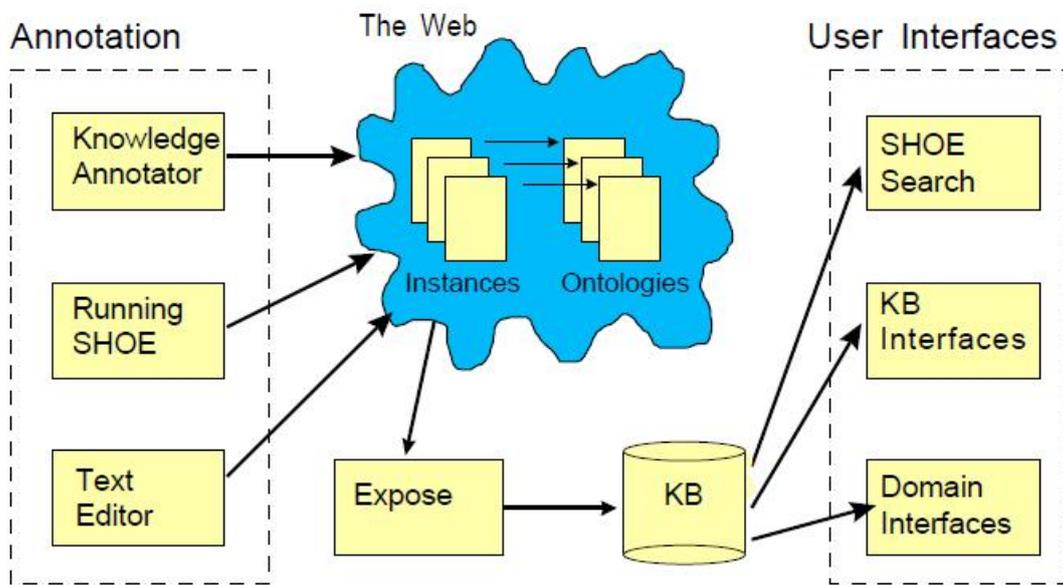 Annotation
The Web
User Interfaces
Knowledge
Annotator
Running
SHOE
Text
Editor
Instances
Ontologies
Expose
KB
SHOE
Search
KB
Interfaces
Domain
Interfaces